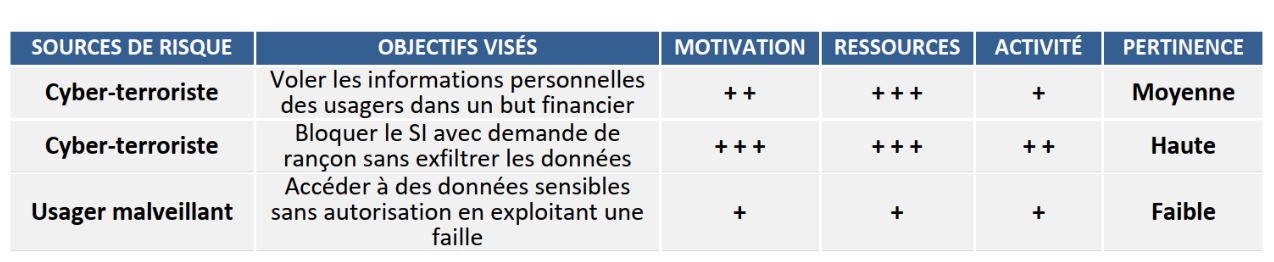 SOURCES DE RISQUE OBJECTIFS VISÉS MOTIVATION RESSOURCES ACTIVITÉ PERTINENCE
Cyber-terroriste Voler les informations personnelles des usagers dans un but financier ++ +++ + Moyenne
Cyber-terroriste Bloquer le SI avec demande de rançon sans exfiltrer les données +++ +++ ++ Haute
Usager malveillant Accéder à des données sensibles sans autorisation en exploitant une faille + + + Faible